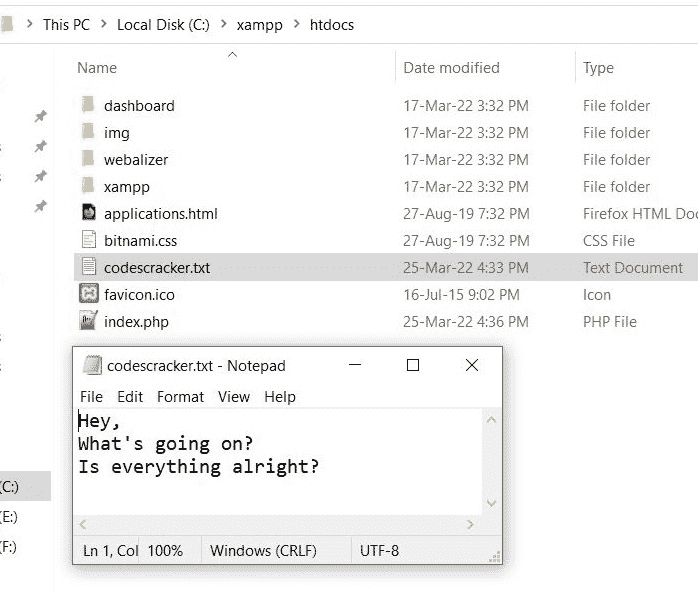 This PC > Local Disk (C:) > xampp > htdocs
Name Date modified Type
dashboard 17-Mar-22 3:32 PM File folder
img 17-Mar-22 3:32 PM File folder
webalizer 17-Mar-22 3:32 PM File folder
xampp 17-Mar-22 3:32 PM File folder
applications.html 27-Aug-19 7:32 PM Firefox HTML Doc
bitnami.css 27-Aug-19 7:32 PM CSS File
codescracker.txt 25-Mar-22 4:33 PM Text Document
favicon.ico 16-Jul-15 9:02 PM Icon
index.php 25-Mar-22 4:36 PM PHP File
codescracker.txt - Notepad
File Edit Format View Help
Hey,
What's going on?
Is everything alright?
Ln 1, Col 100% Windows (CRLF) UTF-8
(C:)
(E:)
(F:)